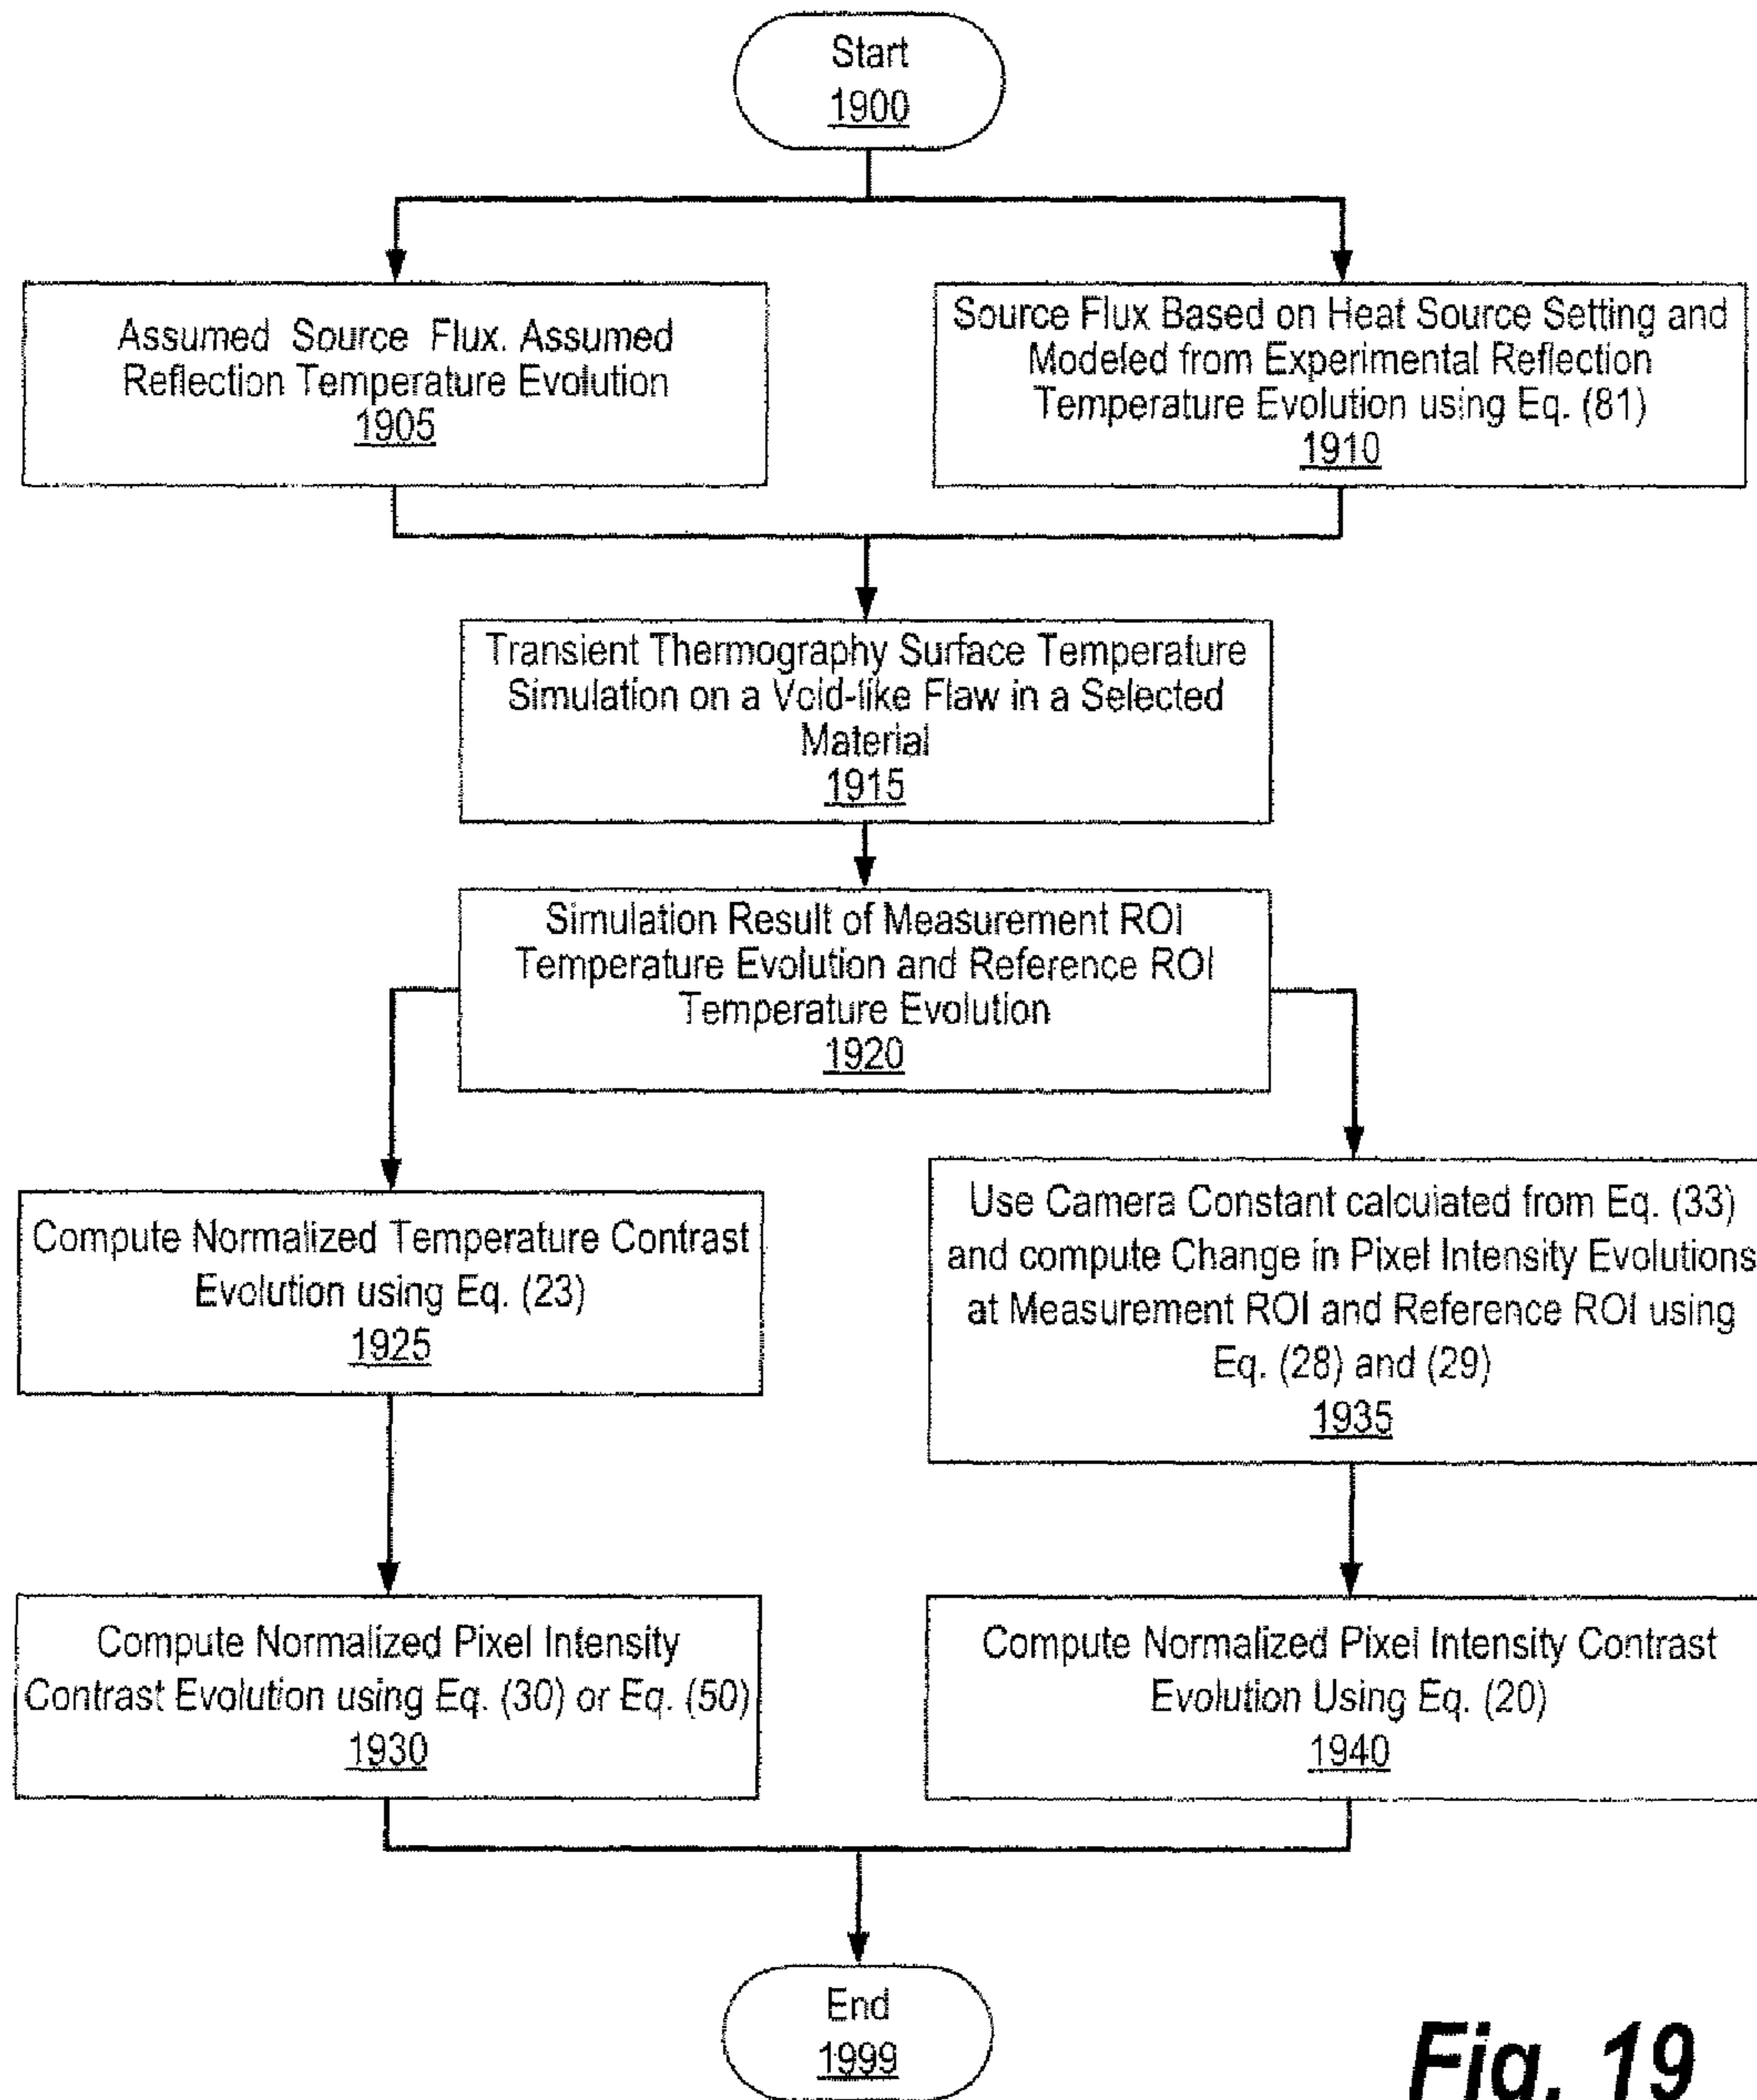 Start
1900
Assumed Source Flux. Assumed
Reflection Temperature Evolution
1905
Source Flux Based on Heat Source Setting and
Modeled from Experimental Reflection
Temperature Evolution using Eq. (81)
1910
Transient Thermography Surface Temperature
Simulation on a Void-like Flaw in a Selected
Material
1915
Simulation Result of Measurement ROI
Temperature Evolution and Reference ROI
Temperature Evolution
1920
Compute Normalized Temperature Contrast
Evolution using Eq. (23)
1925
Use Camera Constant calculated from Eq. (33)
and compute Change in Pixel Intensity Evolutions
at Measurement ROI and Reference ROI using
Eq. (28) and (29)
1935
Compute Normalized Pixel Intensity
Contrast Evolution using Eq. (30) or Eq. (50)
1930
Compute Normalized Pixel Intensity Contrast
Evolution Using Eq. (20)
1940
End
1999
Fig. 19